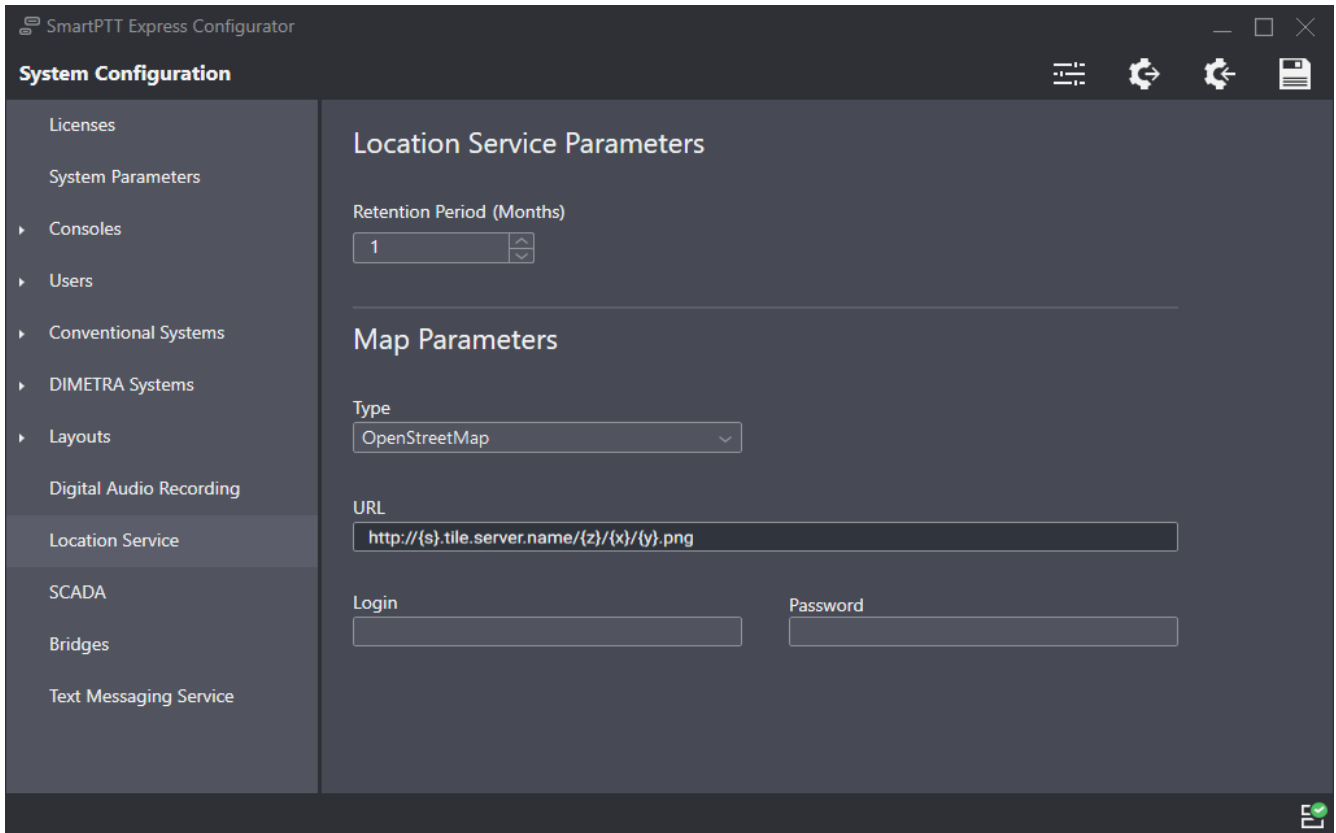 SmartPTT Express Configurator
System Configuration
Licenses
System Parameters
Consoles
Users
Conventional Systems
DIMETRA Systems
Layouts
Digital Audio Recording
Location Service
SCADA
Bridges
Text Messaging Service
Location Service Parameters
Retention Period (Months)
1
Map Parameters
Type
OpenStreetMap
URL
http://{s}.tile.server.name/{z}/{x}/{y}.png
Login
Password